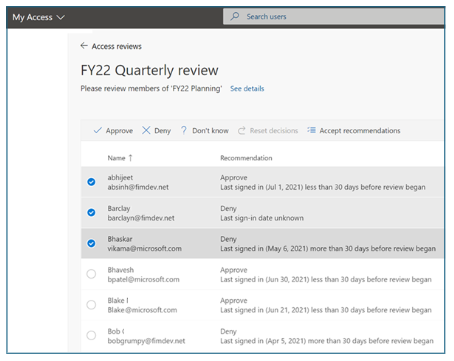 My Access
Search users
Access reviews
FY22 Quarterly review
Please review members of 'FY22 Planning' See details
Approve Deny ? Don't know Reset decisions Accept recommendations
Name ↑ Recommendation
abhijeet Approve
absinh@fimdev.net Last signed in (Jul 1, 2021) less than 30 days before review began
Barclay Deny
barclayn@fimdev.net Last sign-in date unknown
Bhaskar Deny
vikama@microsoft.com Last signed in (May 6, 2021) more than 30 days before review began
Bhavesh Approve
bpatel@microsoft.com Last signed in (Jun 30, 2021) less than 30 days before review began
Blake Approve
Blake@microsoft.com Last signed in (Jun 21, 2021) less than 30 days before review began
Bob Deny
bobgrumpy@fimdev.net Last signed in (Apr 5, 2021) more than 30 days before review began